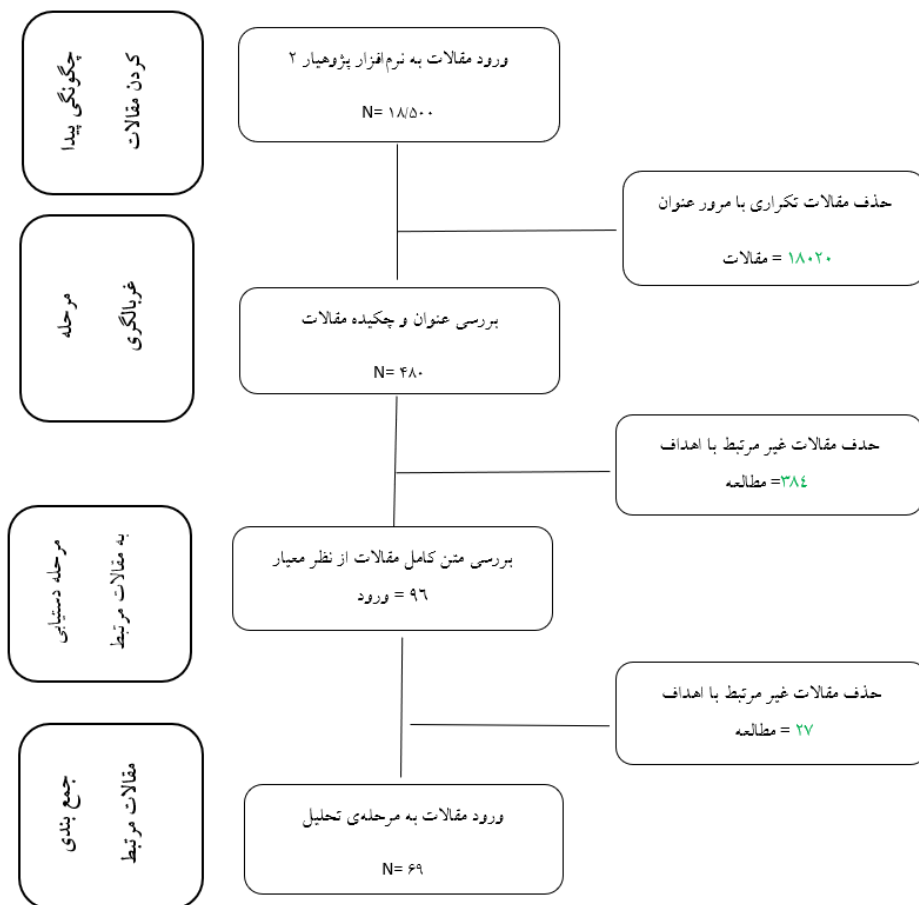 چگونگی پیدا
کردن مقالات
ورود مقالات به نرم‌افزار پژوهیار ۲
N= ۱۸/۵۰۰
حذف مقالات تکراری با مرور عنوان
مقالات = ۱۸۰۲۰
مرحله
غربالگری
بررسی عنوان و چکیده مقالات
N= ۴۸۰
حدف مقالات غیر مرتبط با اهداف
مطالعه =۳۸٤
مرحله دستیابی
به مقالات مرتبط
بررسی متن کامل مقالات از نظر معیار
ورود = ۹۶
حذف مقالات غیر مرتبط با اهداف
مطالعه = ۲۷
جمع بندی
مقالات مرتبط
ورود مقالات به مرحله‌ی تحلیل
N= ۶۹